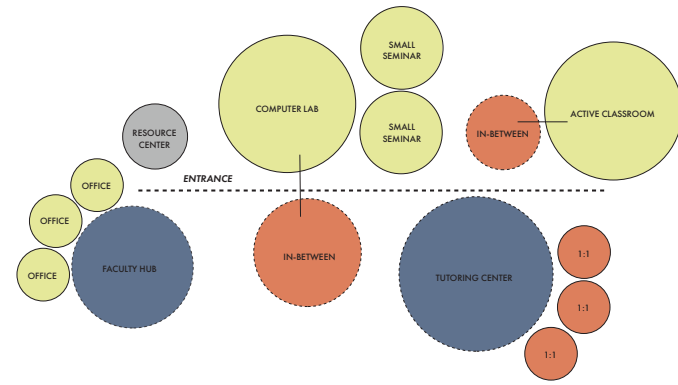 SMALL
SEMINAR
COMPUTER LAB
ACTIVE CLASSROOM
RESOURCE
CENTER
SMALL
SEMINAR
IN-BETWEEN
ENTRANCE
OFFICE
OFFICE
OFFICE
FACULTY HUB
IN-BETWEEN
TUTORING CENTER
1:1
1:1
1:1